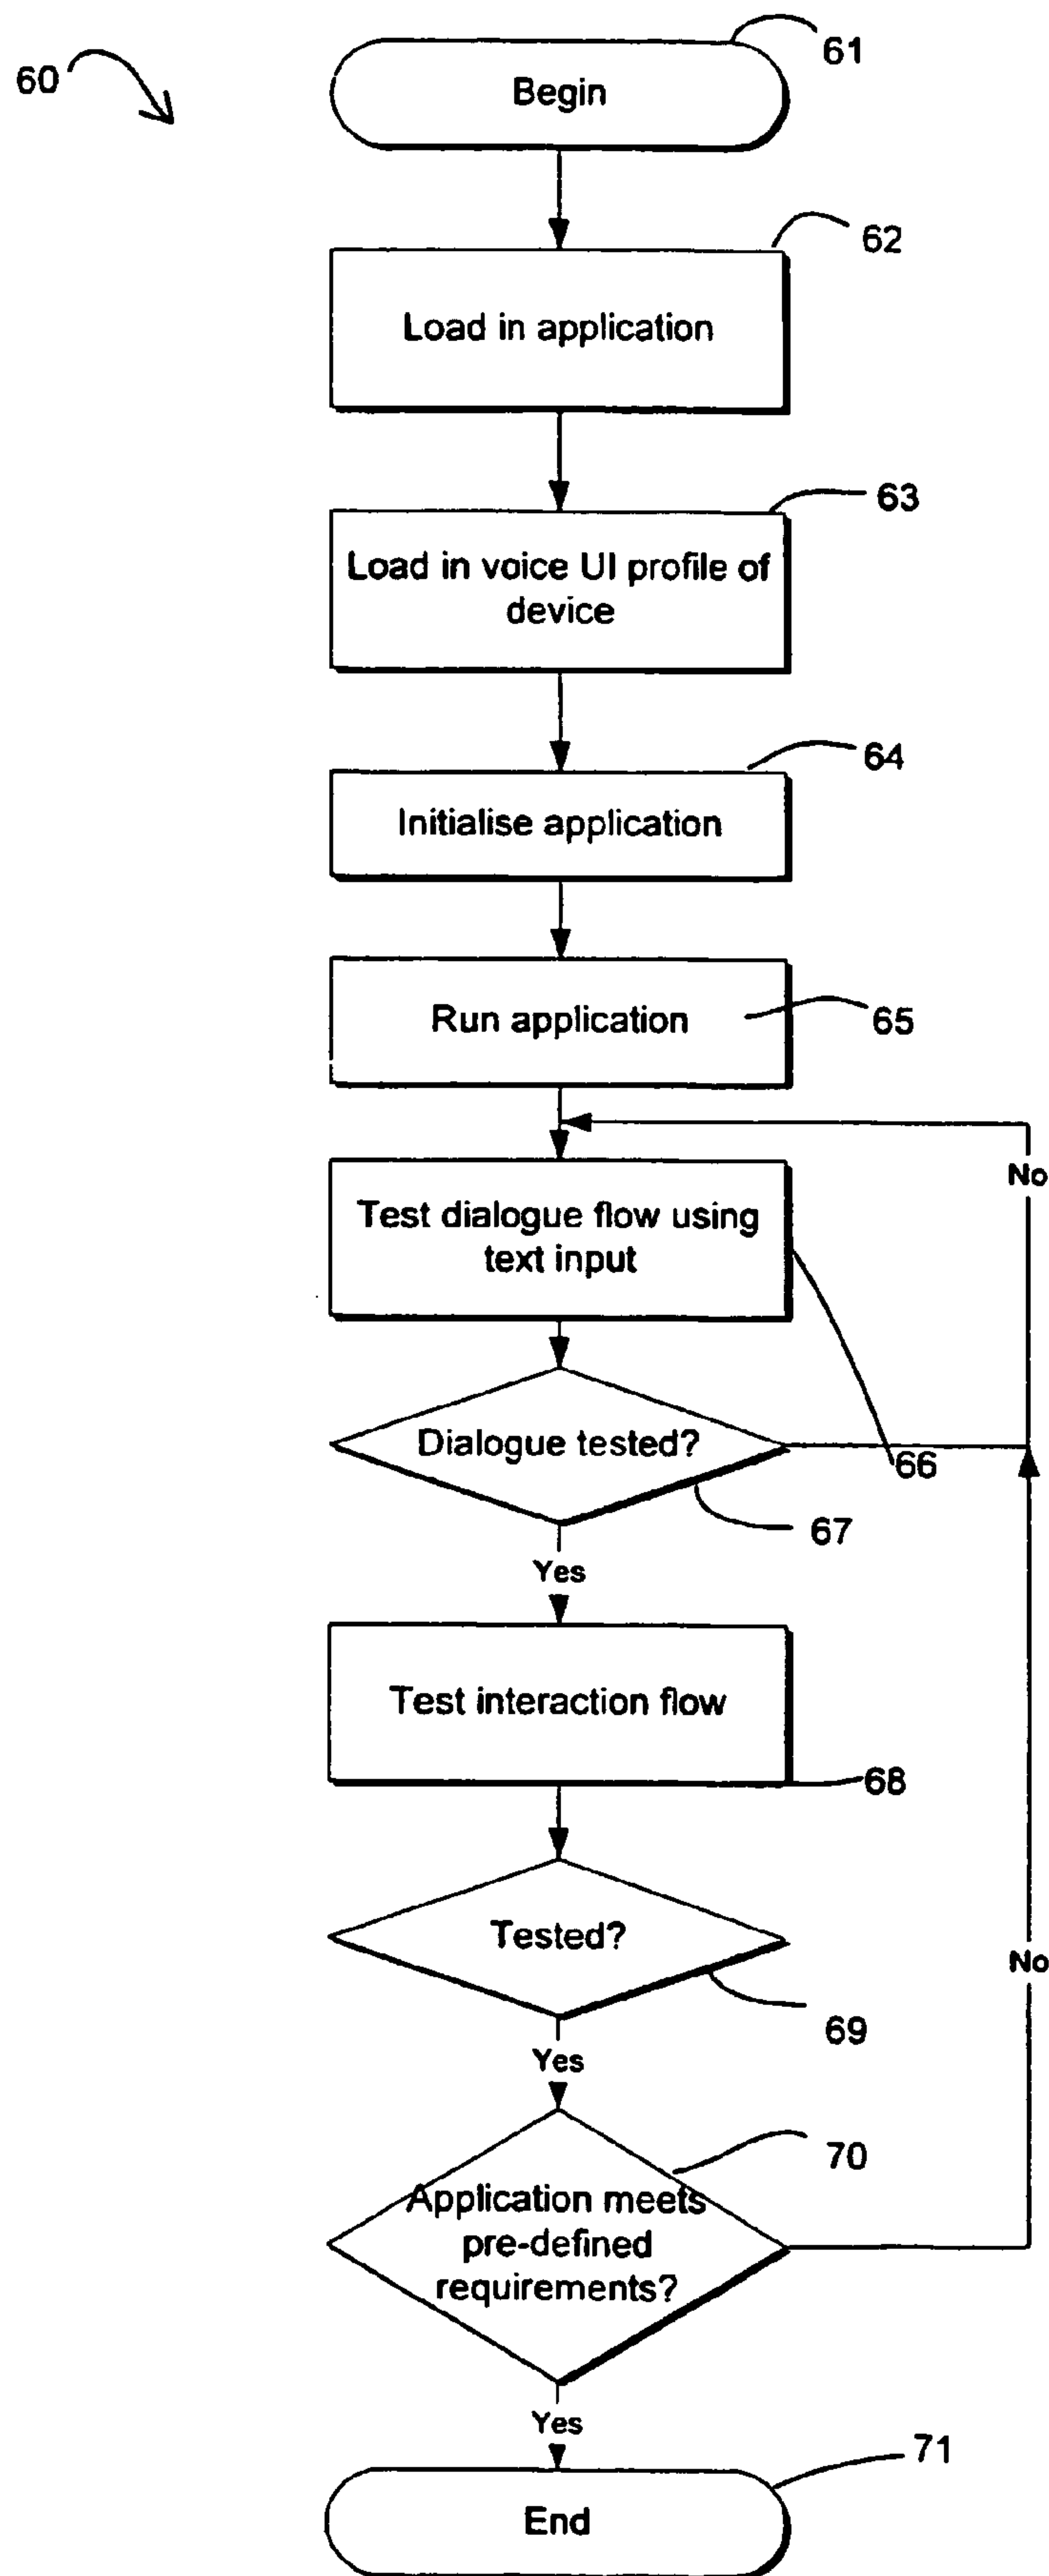 60
61
Begin
62
Load in application
63
Load in voice UI profile of
device
64
Initialise application
Run application
65
No
Test dialogue flow using
text input
Dialogue tested?
66
67
Yes
Test interaction flow
68
Tested?
No
69
Yes
70
Application meets
pre-defined
requirements?
Yes
71
End